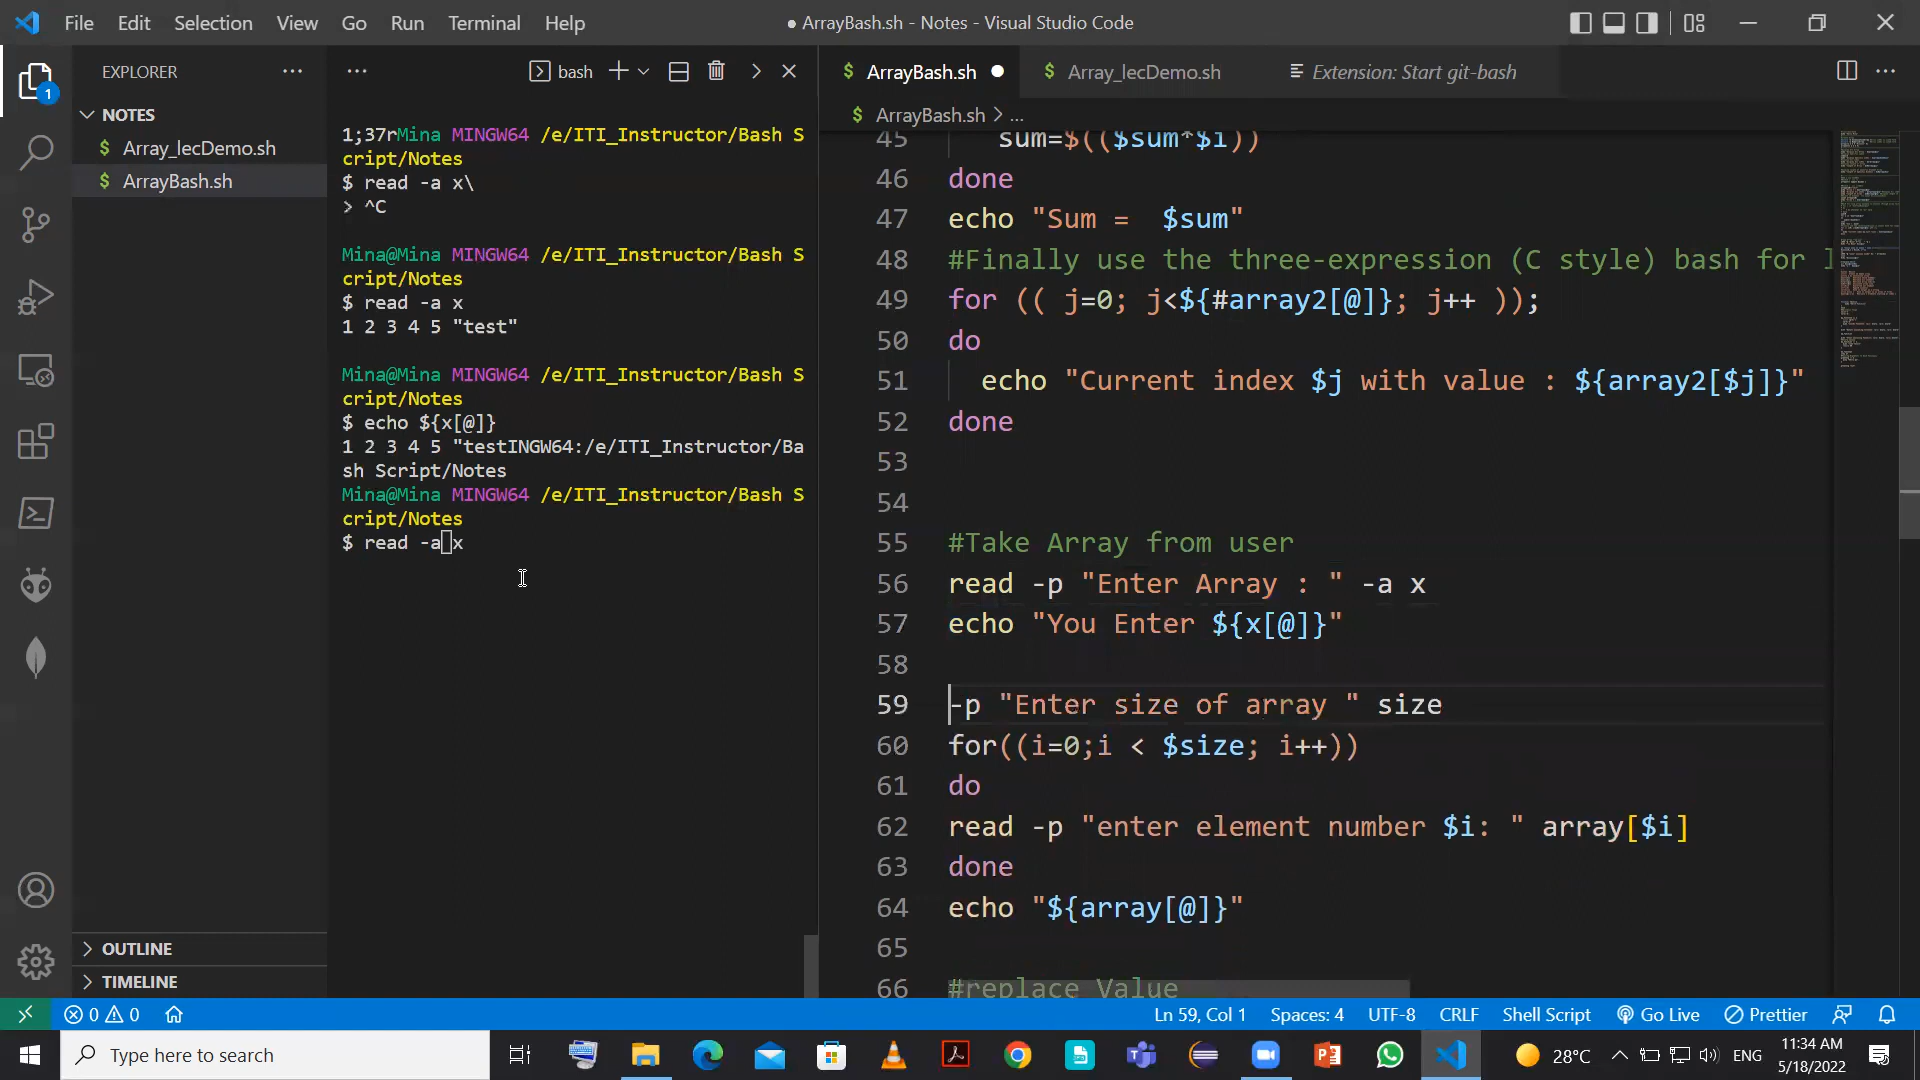 File Edit Selection View Go Run Terminal Help
● ArrayBash.sh - Notes - Visual Studio Code
EXPLORER
1
NOTES
$ Array_lecDemo.sh
$ ArrayBash.sh
OUTLINE
TIMELINE
bash
1;37rMina MINGW64 /e/ITI_Instructor/Bash S
cript/Notes
$ read -a x\
> ^C
Mina@Mina MINGW64 /e/ITI_Instructor/Bash S
cript/Notes
$ read -a x
1 2 3 4 5 "test"
Mina@Mina MINGW64 /e/ITI_Instructor/Bash S
cript/Notes
$ echo ${x[@]}
1 2 3 4 5 "testINGW64:/e/ITI_Instructor/Ba
sh Script/Notes
Mina@Mina MINGW64 /e/ITI_Instructor/Bash S
cript/Notes
$ read -a x
$ ArrayBash.sh ●
$ Array_lecDemo.sh
Extension: Start git-bash
$ ArrayBash.sh > ...
45 sum=$(($sum*$i))
46 done
47 echo "Sum =  $sum"
48 #Finally use the three-expression (C style) bash for l
49 for (( j=0; j<${#array2[@]}; j++ ));
50 do
51 echo "Current index $j with value : ${array2[$j]}"
52 done
53
54
55 #Take Array from user
56 read -p "Enter Array : " -a x
57 echo "You Enter ${x[@]}"
58
59 -p "Enter size of array " size
60 for((i=0;i < $size; i++))
61 do
62 read -p "enter element number $i: " array[$i]
63 done
64 echo "${array[@]}"
65
66 #replace Value
0 0
Ln 59, Col 1 Spaces: 4 UTF-8 CRLF Shell Script Go Live Prettier
Type here to search
28°C ENG
11:34 AM
5/18/2022